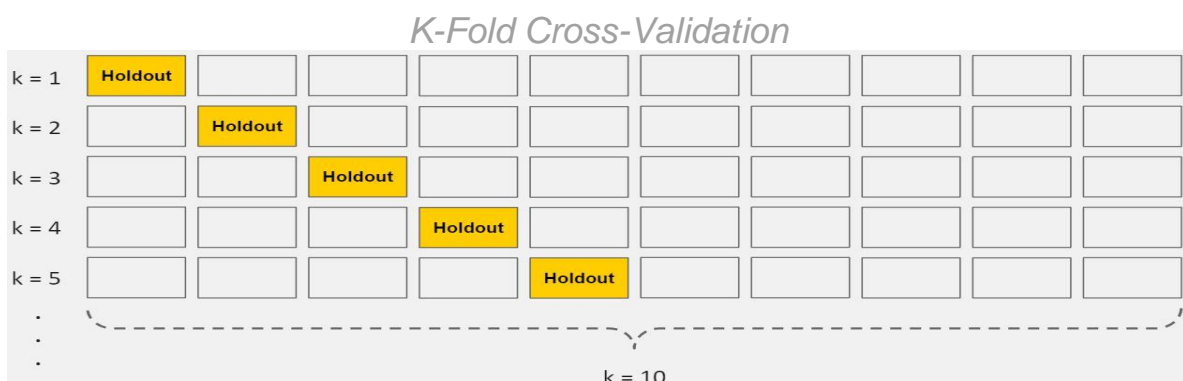 K-Fold Cross-Validation
k = 1 Holdout
k = 2 Holdout
k = 3 Holdout
k = 4 Holdout
k = 5 Holdout
.
.
.
k = 10